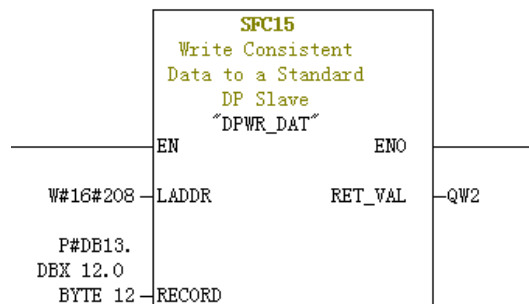 SFC15
Write Consistent
Data to a Standard
DP Slave
"DPWR_DAT"
EN ENO
W#16#208 LADDR RET_VAL QW2
P#DB13.
DBX 12.0
BYTE 12 RECORD